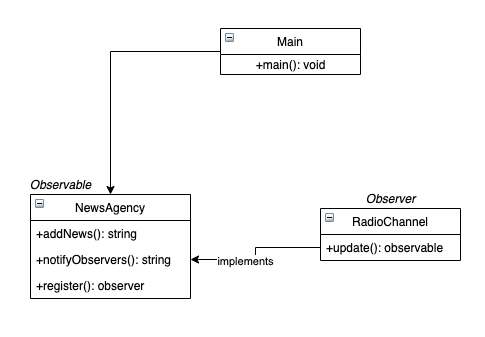 Main
+main(): void
Observable
NewsAgency
+addNews(): string
+notifyObservers(): string
+register(): observer
Observer
RadioChannel
+update(): observable
implements